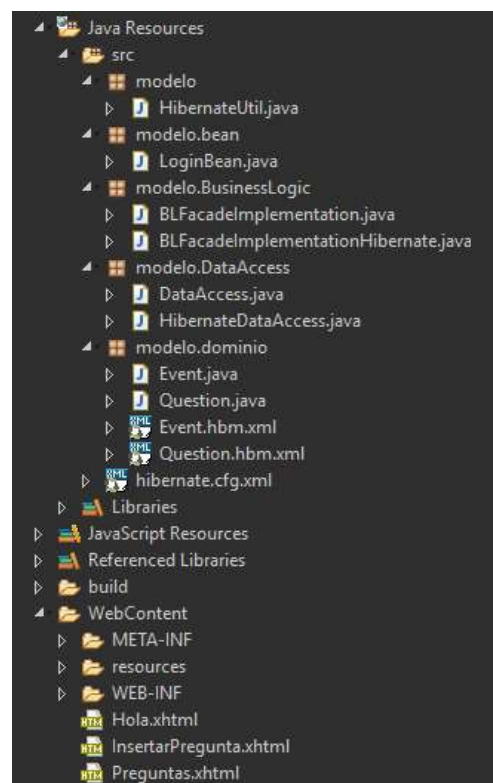 Java Resources
src
modelo
HibernateUtil.java
modelo.bean
LoginBean.java
modelo.BusinessLogic
BLFacadeImplementation.java
BLFacadeImplementationHibernate.java
modelo.DataAccess
DataAccess.java
HibernateDataAccess.java
modelo.dominio
Event.java
Question.java
Event.hbm.xml
Question.hbm.xml
hibernate.cfg.xml
Libraries
JavaScript Resources
Referenced Libraries
build
WebContent
META-INF
resources
WEB-INF
Hola.xhtml
InsertarPregunta.xhtml
Preguntas.xhtml